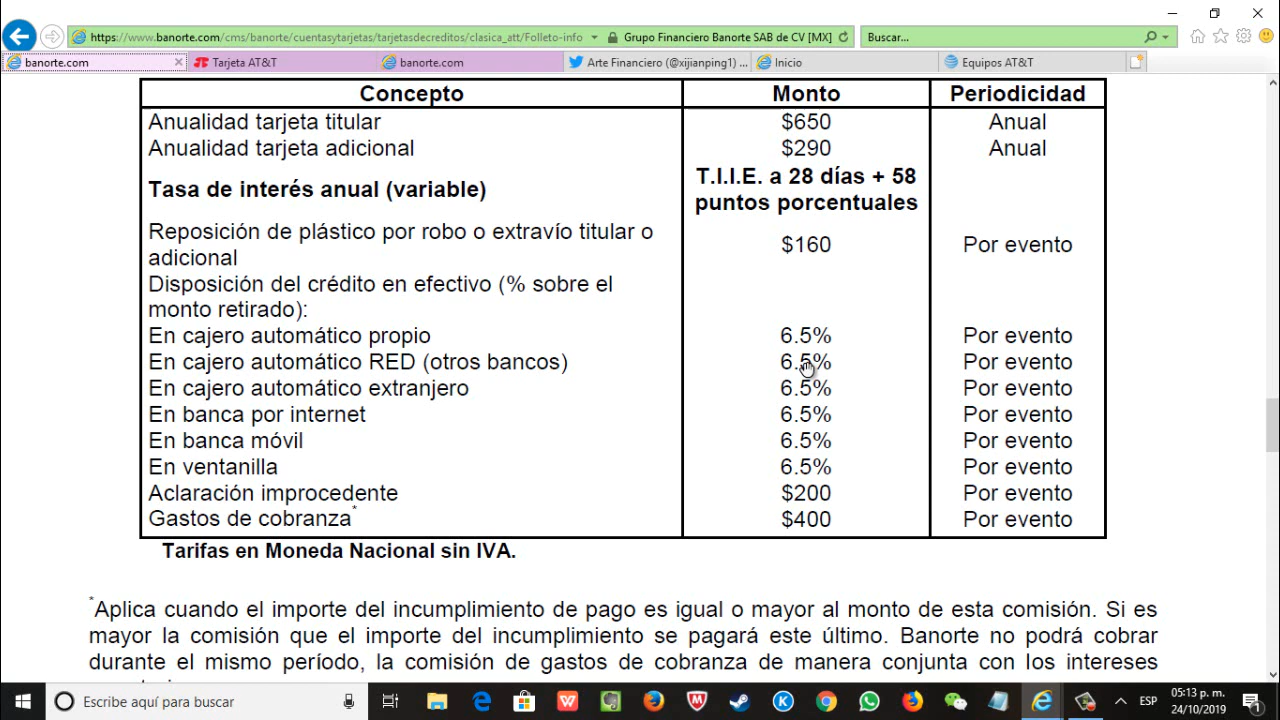 https://www.banorte.com/cms/banorte/cuentasytarjetas/tarjetasdecreditos/clasica_att/Folleto-info
Grupo Financiero Banorte SAB de CV [MX]
Buscar...
banorte.com
Tarjeta AT&T
banorte.com
Arte Financiero (@xijianping1) ...
Inicio
Equipos AT&T
Concepto Monto Periodicidad
Anualidad tarjeta titular $650 Anual
Anualidad tarjeta adicional $290 Anual
Tasa de interés anual (variable) T.I.I.E. a 28 días + 58
puntos porcentuales
Reposición de plástico por robo o extravío titular o
adicional $160 Por evento
Disposición del crédito en efectivo (% sobre el
monto retirado):
En cajero automático propio 6.5% Por evento
En cajero automático RED (otros bancos) 6.5% Por evento
En cajero automático extranjero 6.5% Por evento
En banca por internet 6.5% Por evento
En banca móvil 6.5% Por evento
En ventanilla 6.5% Por evento
Aclaración improcedente $200 Por evento
Gastos de cobranza* $400 Por evento
Tarifas en Moneda Nacional sin IVA.
*Aplica cuando el importe del incumplimiento de pago es igual o mayor al monto de esta comisión. Si es
mayor la comisión que el importe del incumplimiento se pagará este último. Banorte no podrá cobrar
durante el mismo período, la comisión de gastos de cobranza de manera conjunta con los intereses
Escribe aquí para buscar
ESP
05:13 p. m.
24/10/2019